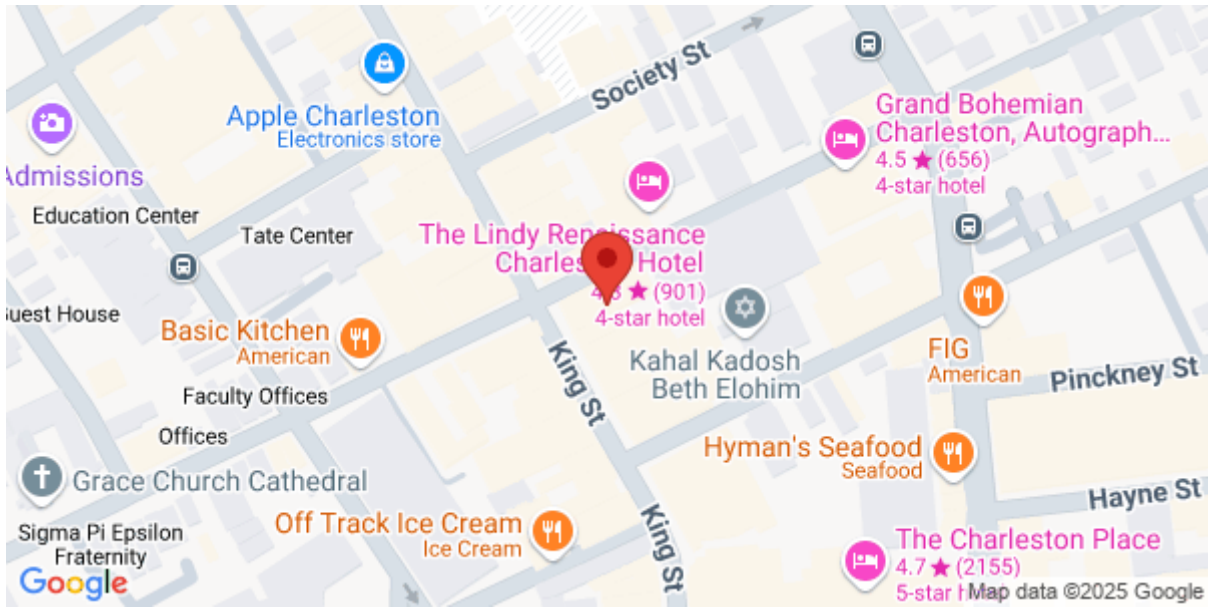 Society St
Apple Charleston
Electronics store
Grand Bohemian
Charleston, Autograph...
4.5 ★ (656)
4-star hotel
Admissions
Education Center
Tate Center
The Lindy Renaissance
Hotel
★ (901)
4-star hotel
Guest House
Basic Kitchen
American
Kahal Kadosh
Beth Elohim
FIG
American
Pinckney St
King St
Faculty Offices
Offices
Hyman's Seafood
Seafood
Grace Church Cathedral
Hayne St
Off Track Ice Cream
Ice Cream
King St
Sigma Pi Epsilon
Fraternity
The Charleston Place
4.7 ★ (2155)
5-star
Google
Map data ©2025 Google